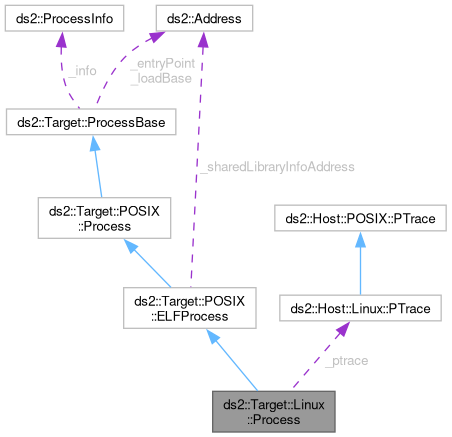 ds2::ProcessInfo
ds2::Address
_info
_entryPoint
_loadBase
ds2::Target::ProcessBase
_sharedLibraryInfoAddress
ds2::Target::POSIX
::Process
ds2::Host::POSIX::PTrace
ds2::Target::POSIX
::ELFProcess
ds2::Host::Linux::PTrace
_ptrace
ds2::Target::Linux
::Process